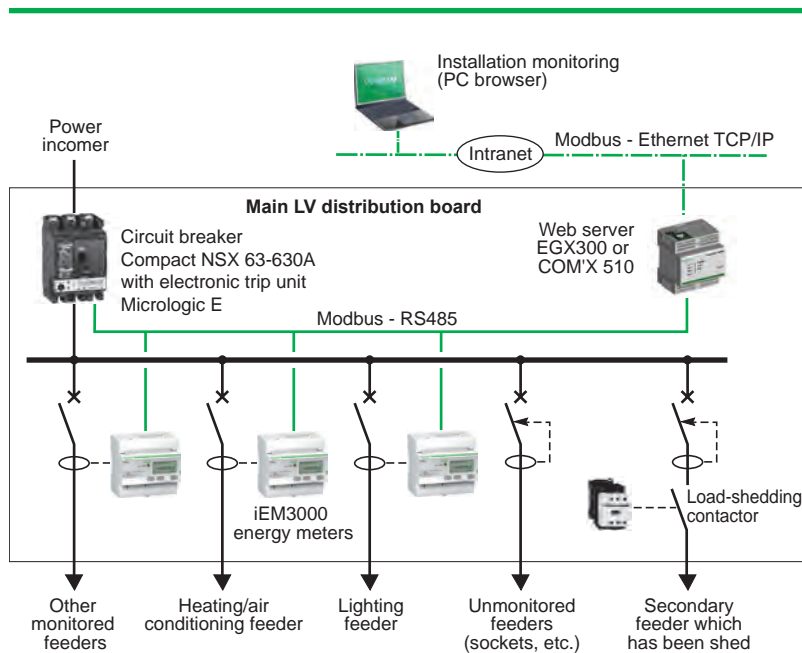 Installation monitoring
(PC browser)
Power
incomer
Intranet
Modbus - Ethernet TCP/IP
Main LV distribution board
Circuit breaker
Compact NSX 63-630A
with electronic trip unit
Micrologic E
Web server
EGX300 or
COM'X 510
Modbus - RS485
iEM3000
energy meters
Load-shedding
contactor
Other
monitored
feeders
Heating/air
conditioning feeder
Lighting
feeder
Unmonitored
feeders
(sockets, etc.)
Secondary
feeder which
has been shed